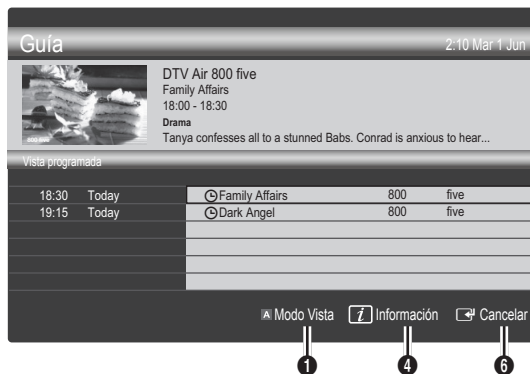 Guía
2:10 Mar 1 Jun
DTV Air 800 five
Family Affairs
18:00 - 18:30
Drama
Tanya confesses all to a stunned Babs. Conrad is anxious to hear...
Vista programada
18:30 Today Family Affairs 800 five
19:15 Today Dark Angel 800 five
A Modo Vista i Información Cancelar
1 4 6